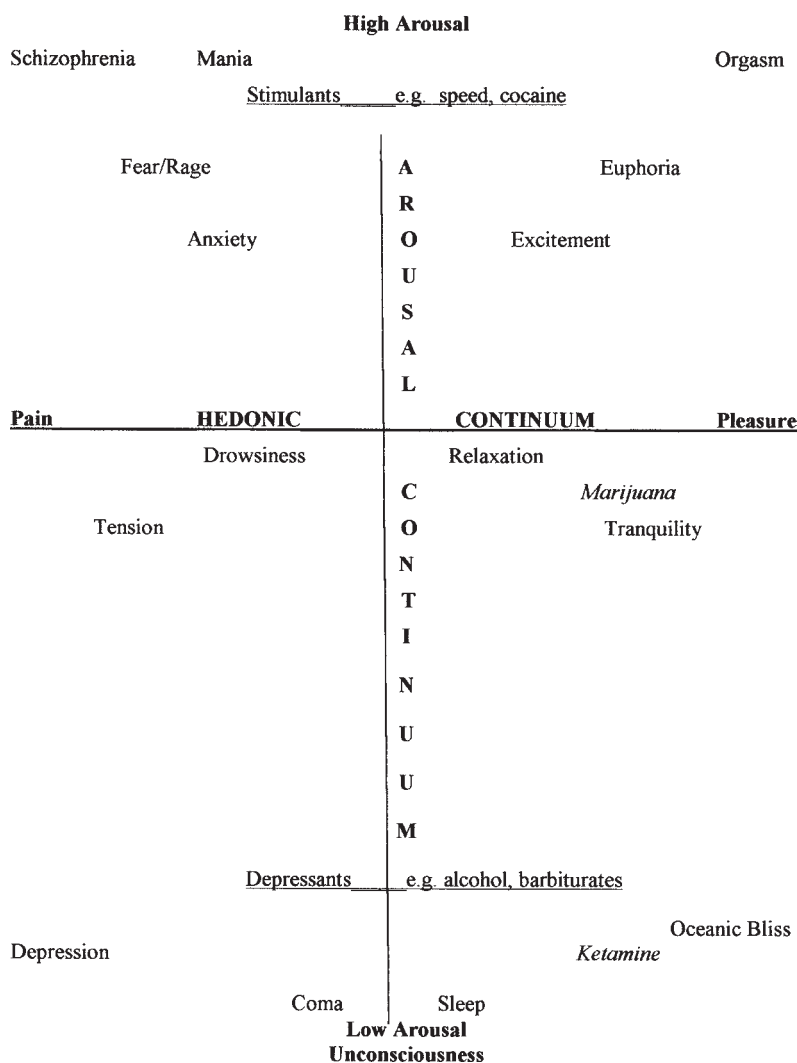 High Arousal
Schizophrenia Mania Orgasm
Stimulants e.g. speed, cocaine
Fear/Rage A Euphoria
R
Anxiety O Excitement
U
S
A
L
Pain HEDONIC CONTINUUM Pleasure
Drowsiness Relaxation
C Marijuana
Tension O Tranquility
N
T
I
N
U
U
M
Depressants e.g. alcohol, barbiturates
Oceanic Bliss
Depression Ketamine
Coma Sleep
Low Arousal
Unconsciousness